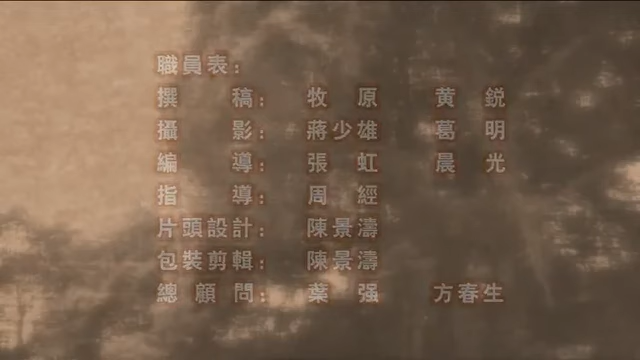 職員表：
撰稿：牧原 黄鋭
攝影：蔣少雄 葛明
編導：張虹 晨光
指導：周經
片頭設計：陳景濤
包裝剪輯：陳景濤
總顧問：葉强 方春生